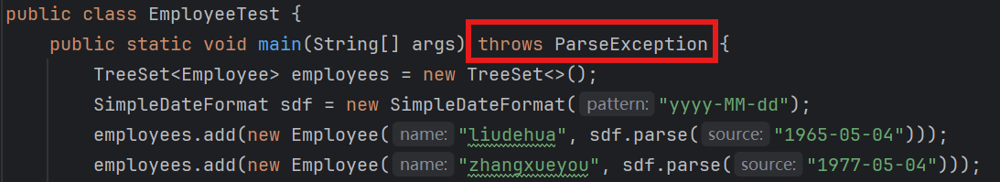 public class EmployeeTest {
public static void main(String[] args) throws ParseException {
TreeSet<Employee> employees = new TreeSet<>();
SimpleDateFormat sdf = new SimpleDateFormat( pattern: "yyyy-MM-dd");
employees.add(new Employee( name: "liudehua", sdf.parse( source: "1965-05-04")));
employees.add(new Employee( name: "zhangxueyou", sdf.parse( source: "1977-05-04")));